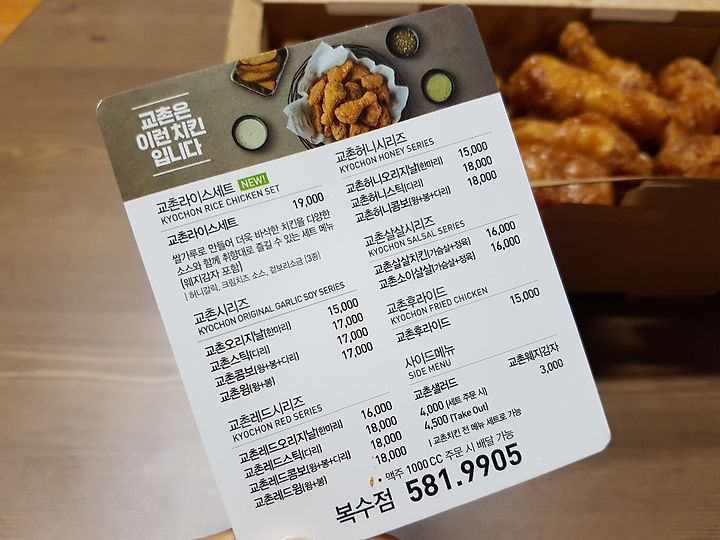 교촌은
이런 치킨
입니다
교촌라이스세트 NEW!
KYOCHON RICE CHICKEN SET
교촌라이스세트 19,000
쌀가루로 만들어 더욱 바삭한 치킨을 다양한
소스와 함께 취향대로 즐길 수 있는 세트 메뉴
(웨지감자 포함)
| 허니갈릭, 크림치즈 소스, 겉보리소금 [3종]
교촌시리즈
KYOCHON ORIGINAL GARLIC SOY SERIES
교촌오리지날(한마리) 15,000
교촌스틱(다리) 17,000
교촌콤보(윙+봉+다리) 17,000
교촌윙(윙+봉) 17,000
교촌레드시리즈
KYOCHON RED SERIES
교촌레드오리지날(한마리) 16,000
교촌레드스틱(다리) 18,000
교촌레드콤보(윙+봉+다리) 18,000
교촌레드윙(윙+봉) 18,000
교촌허니시리즈
KYOCHON HONEY SERIES
교촌허니오리지날(한마리) 15,000
교촌허니스틱(다리) 18,000
교촌허니콤보(윙+봉+다리) 18,000
교촌살살시리즈
KYOCHON SALSAL SERIES
교촌살살치킨(가슴살+정육) 16,000
교촌소이살살(가슴살+정육) 16,000
교촌후라이드
KYOCHON FRIED CHICKEN
교촌후라이드 15,000
사이드메뉴
SIDE MENU
교촌샐러드 교촌웨지감자
4,000 (세트 주문 시) 3,000
4,500 (Take Out)
| 교촌치킨 전 메뉴 세트로 가능
• 맥주 1000CC 주문 시 배달 가능
복수점 581.9905